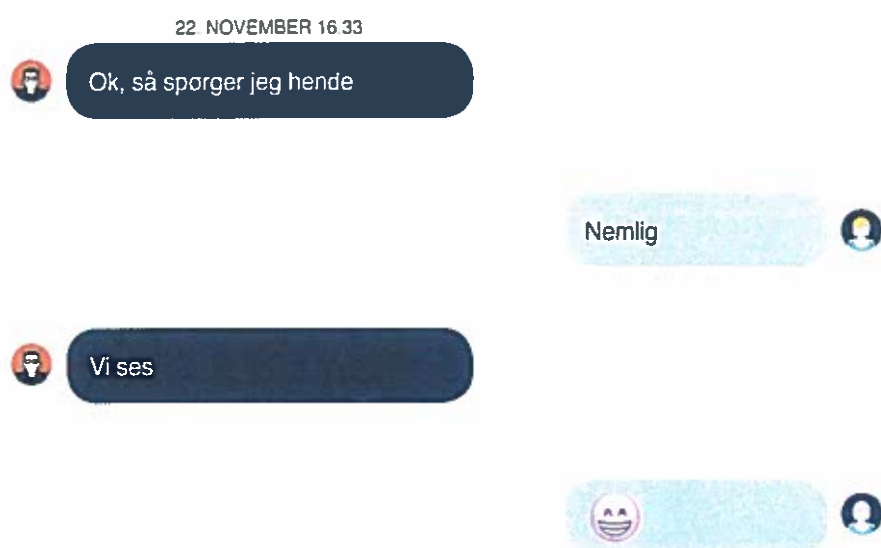 22. NOVEMBER 16.33
Ok, så spørger jeg hende
Nemlig
Vi ses
😁